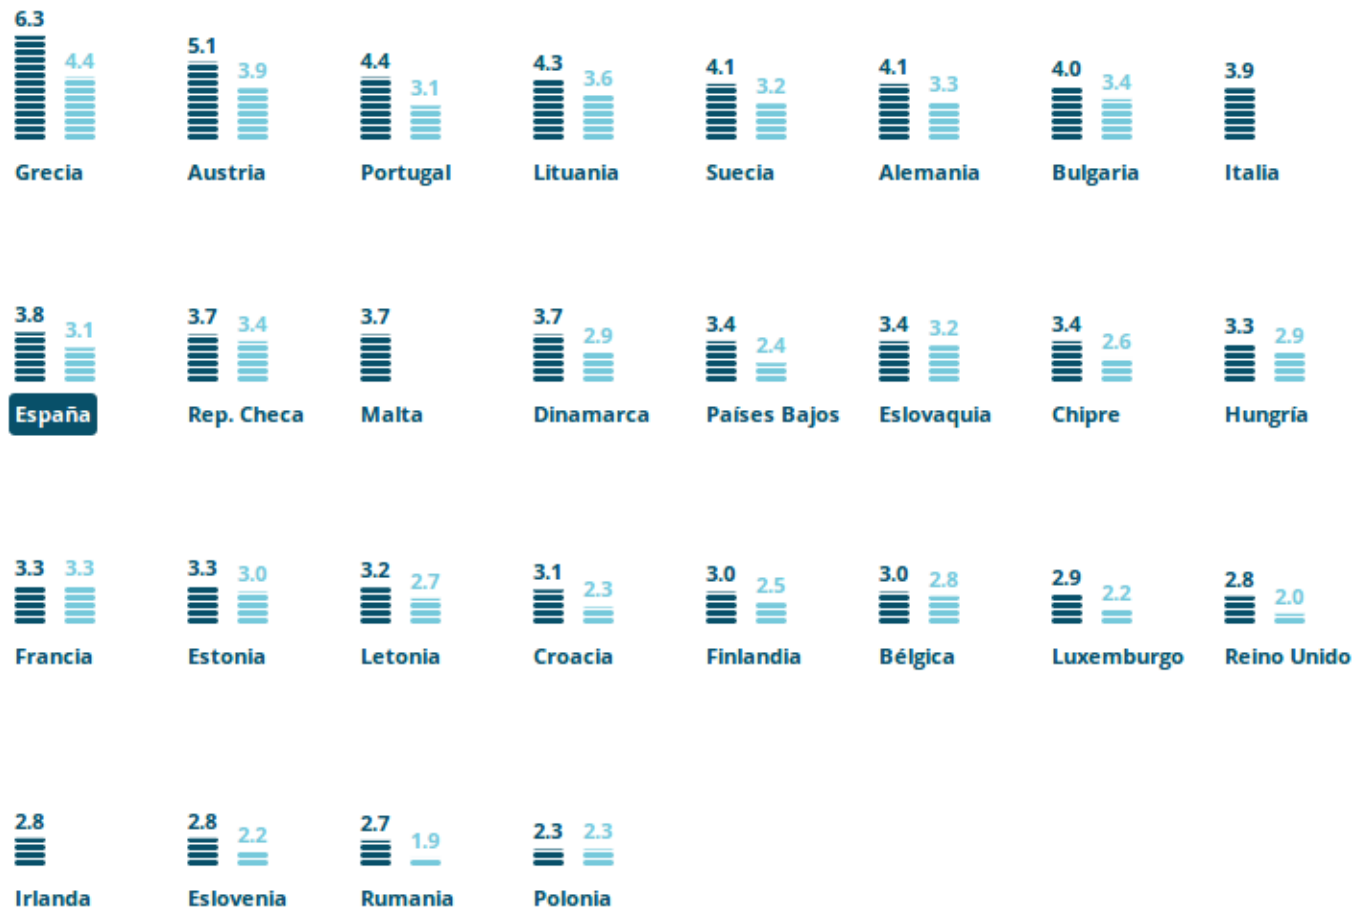 6.3 4.4 5.1 3.9 4.4 3.1 4.3 3.6 4.1 3.2 4.1 3.3 4.0 3.4 3.9
Grecia Austria Portugal Lituania Suecia Alemania Bulgaria Italia
3.8 3.1 3.7 3.4 3.7 3.7 2.9 3.4 2.4 3.4 3.2 3.4 2.6 3.3 2.9
España Rep. Checa Malta Dinamarca Países Bajos Eslovaquia Chipre Hungría
3.3 3.3 3.3 3.0 3.2 2.7 3.1 2.3 3.0 2.5 3.0 2.8 2.9 2.2 2.8 2.0
Francia Estonia Letonia Croacia Finlandia Bélgica Luxemburgo Reino Unido
2.8 2.8 2.2 2.7 1.9 2.3 2.3
Irlanda Eslovenia Rumania Polonia